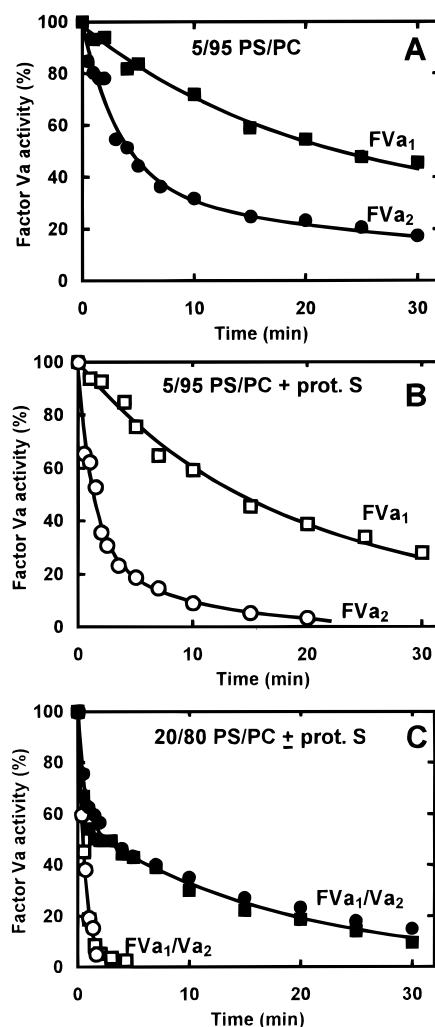 5/95 PS/PC
A
Factor Va activity (%)
100
80
60
40
20
0
FVa1
FVa2
0
10
20
30
Time (min)
5/95 PS/PC + prot. S
B
Factor Va activity (%)
100
80
60
40
20
0
FVa1
FVa2
0
10
20
30
Time (min)
20/80 PS/PC ± prot. S
C
Factor Va activity (%)
100
80
60
40
20
0
FVa1/Va2
FVa1/Va2
0
10
20
30
Time (min)